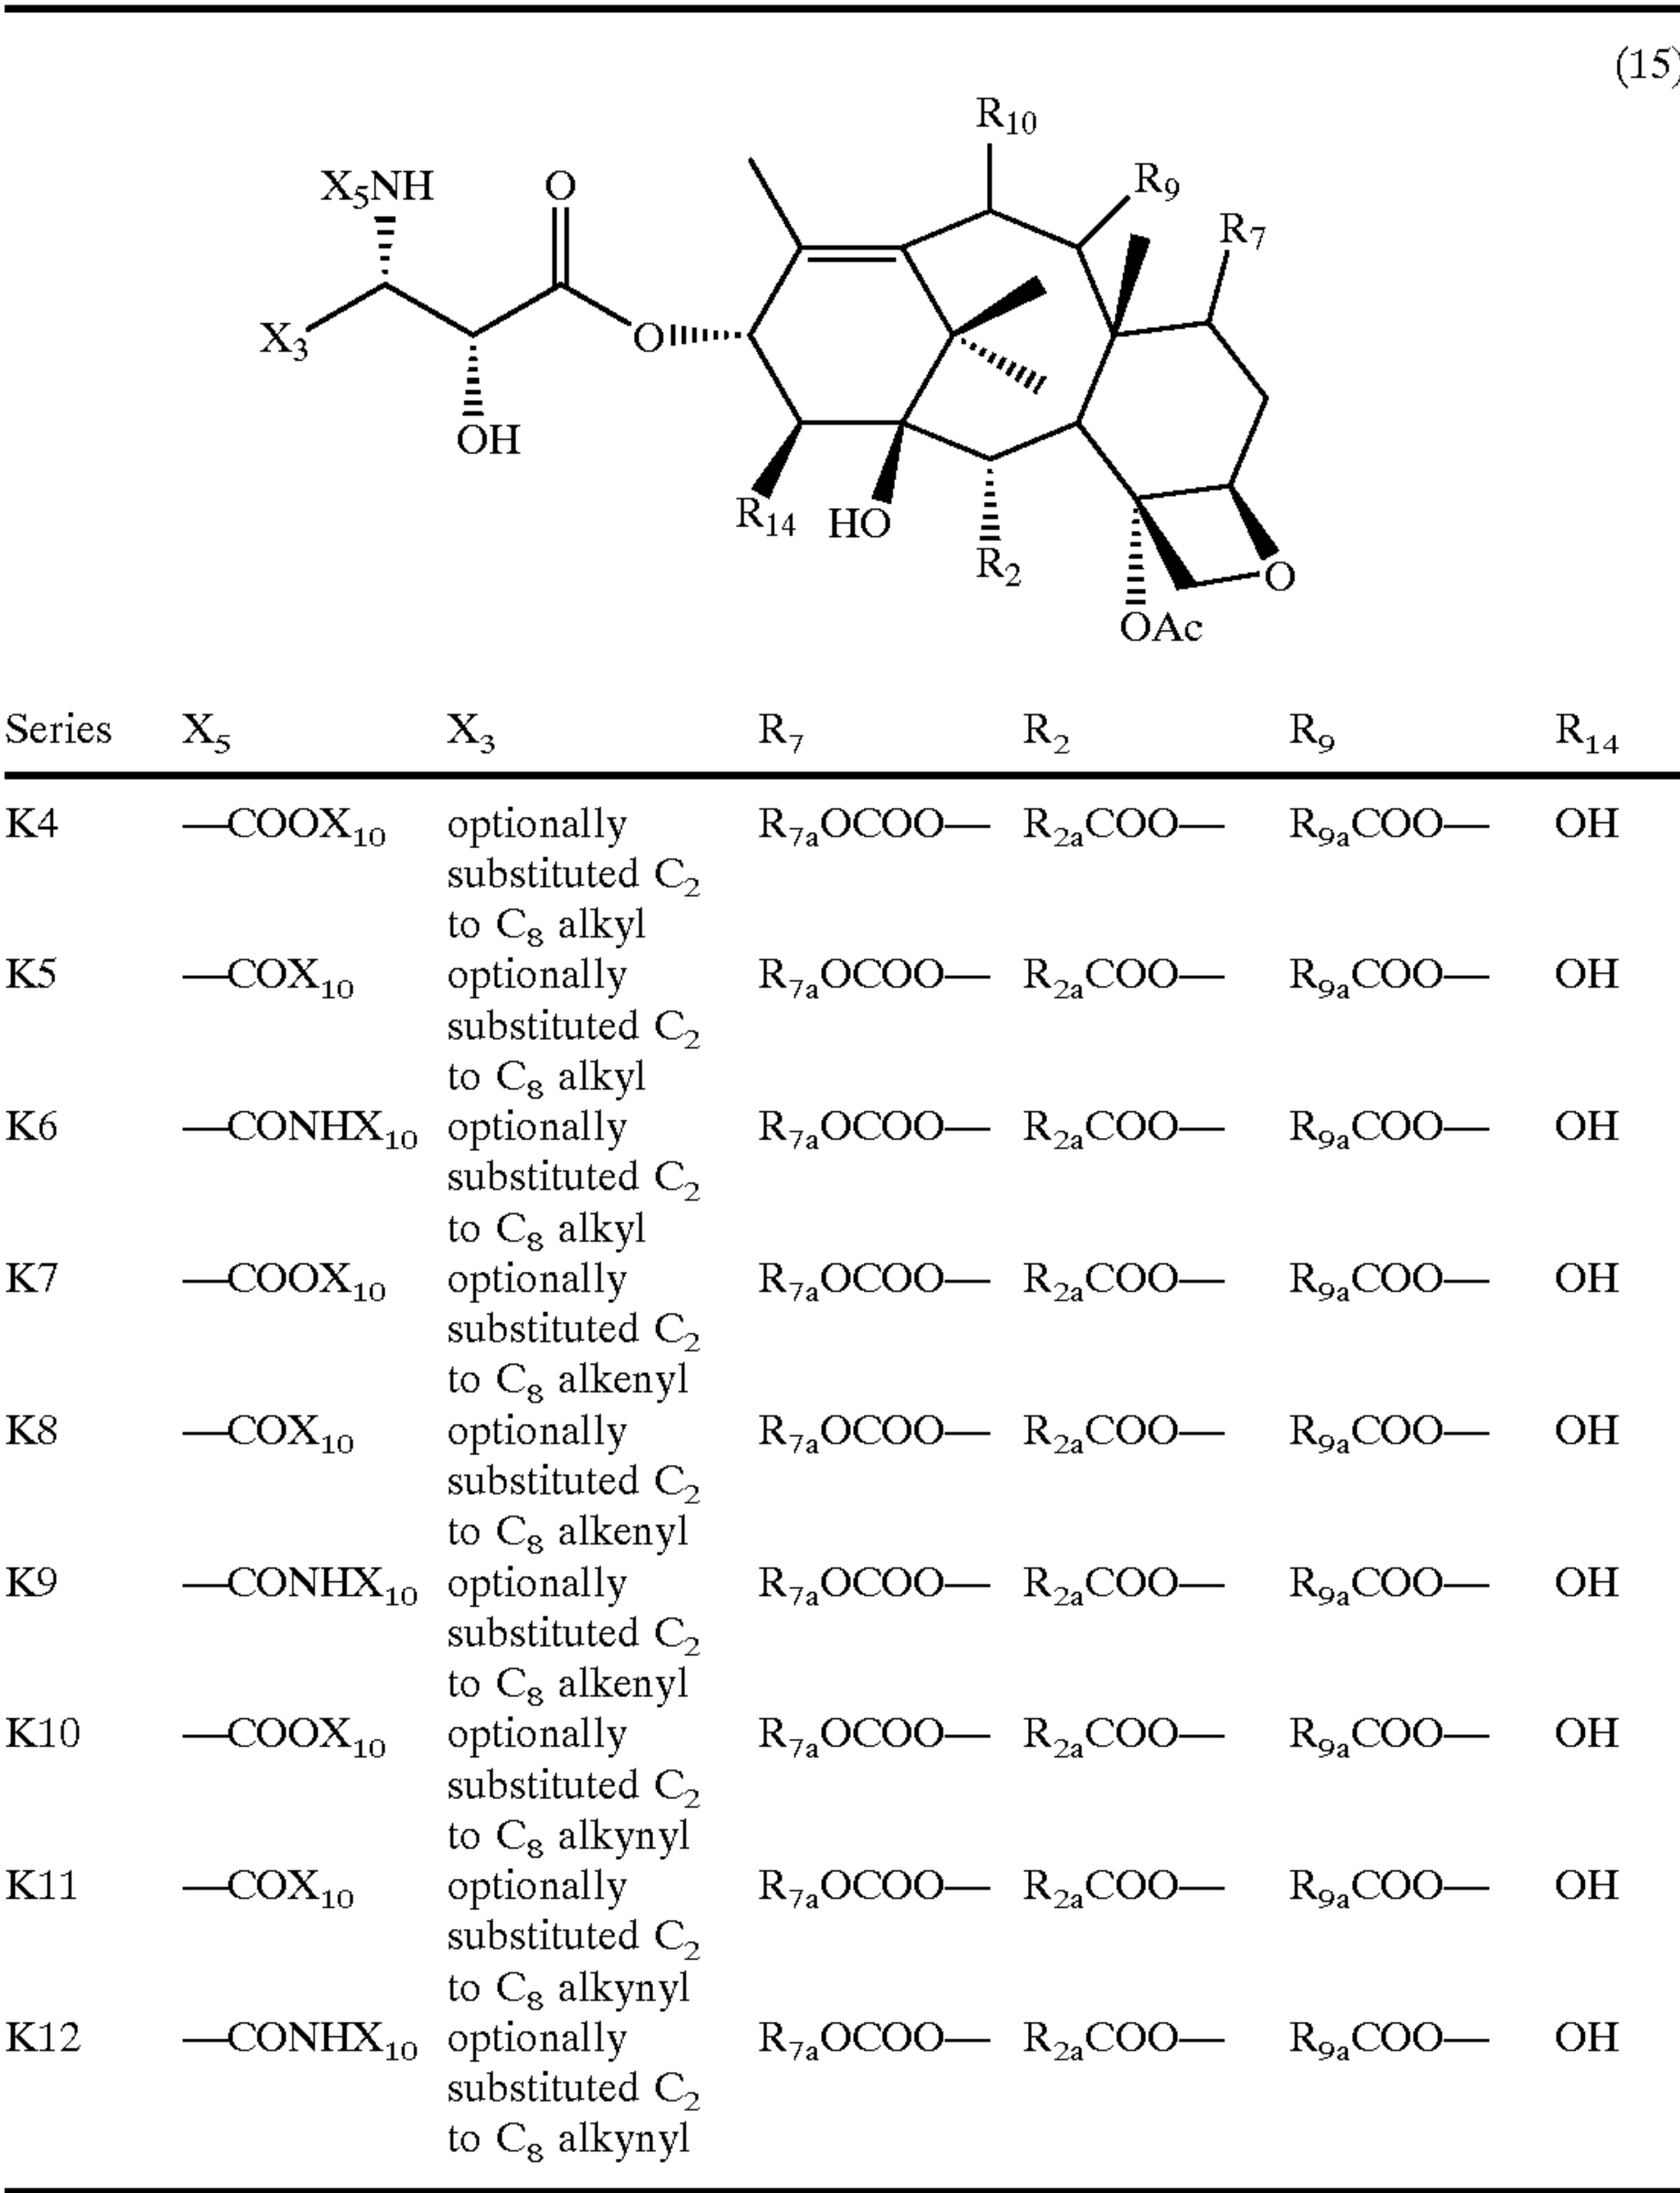 (15)
R₁₀
R₉
X₅NH O
R₇
X₃ O
OH
R₁₄ HO
R₂ O
OAc
Series X₅ X₃ R₇ R₂ R₉ R₁₄
K4 —COOX₁₀ optionally R₇ₐOCOO— R₂ₐCOO— R₉ₐCOO— OH
substituted C₂
to C₈ alkyl
K5 —COX₁₀ optionally R₇ₐOCOO— R₂ₐCOO— R₉ₐCOO— OH
substituted C₂
to C₈ alkyl
K6 —CONHX₁₀ optionally R₇ₐOCOO— R₂ₐCOO— R₉ₐCOO— OH
substituted C₂
to C₈ alkyl
K7 —COOX₁₀ optionally R₇ₐOCOO— R₂ₐCOO— R₉ₐCOO— OH
substituted C₂
to C₈ alkenyl
K8 —COX₁₀ optionally R₇ₐOCOO— R₂ₐCOO— R₉ₐCOO— OH
substituted C₂
to C₈ alkenyl
K9 —CONHX₁₀ optionally R₇ₐOCOO— R₂ₐCOO— R₉ₐCOO— OH
substituted C₂
to C₈ alkenyl
K10 —COOX₁₀ optionally R₇ₐOCOO— R₂ₐCOO— R₉ₐCOO— OH
substituted C₂
to C₈ alkynyl
K11 —COX₁₀ optionally R₇ₐOCOO— R₂ₐCOO— R₉ₐCOO— OH
substituted C₂
to C₈ alkynyl
K12 —CONHX₁₀ optionally R₇ₐOCOO— R₂ₐCOO— R₉ₐCOO— OH
substituted C₂
to C₈ alkynyl